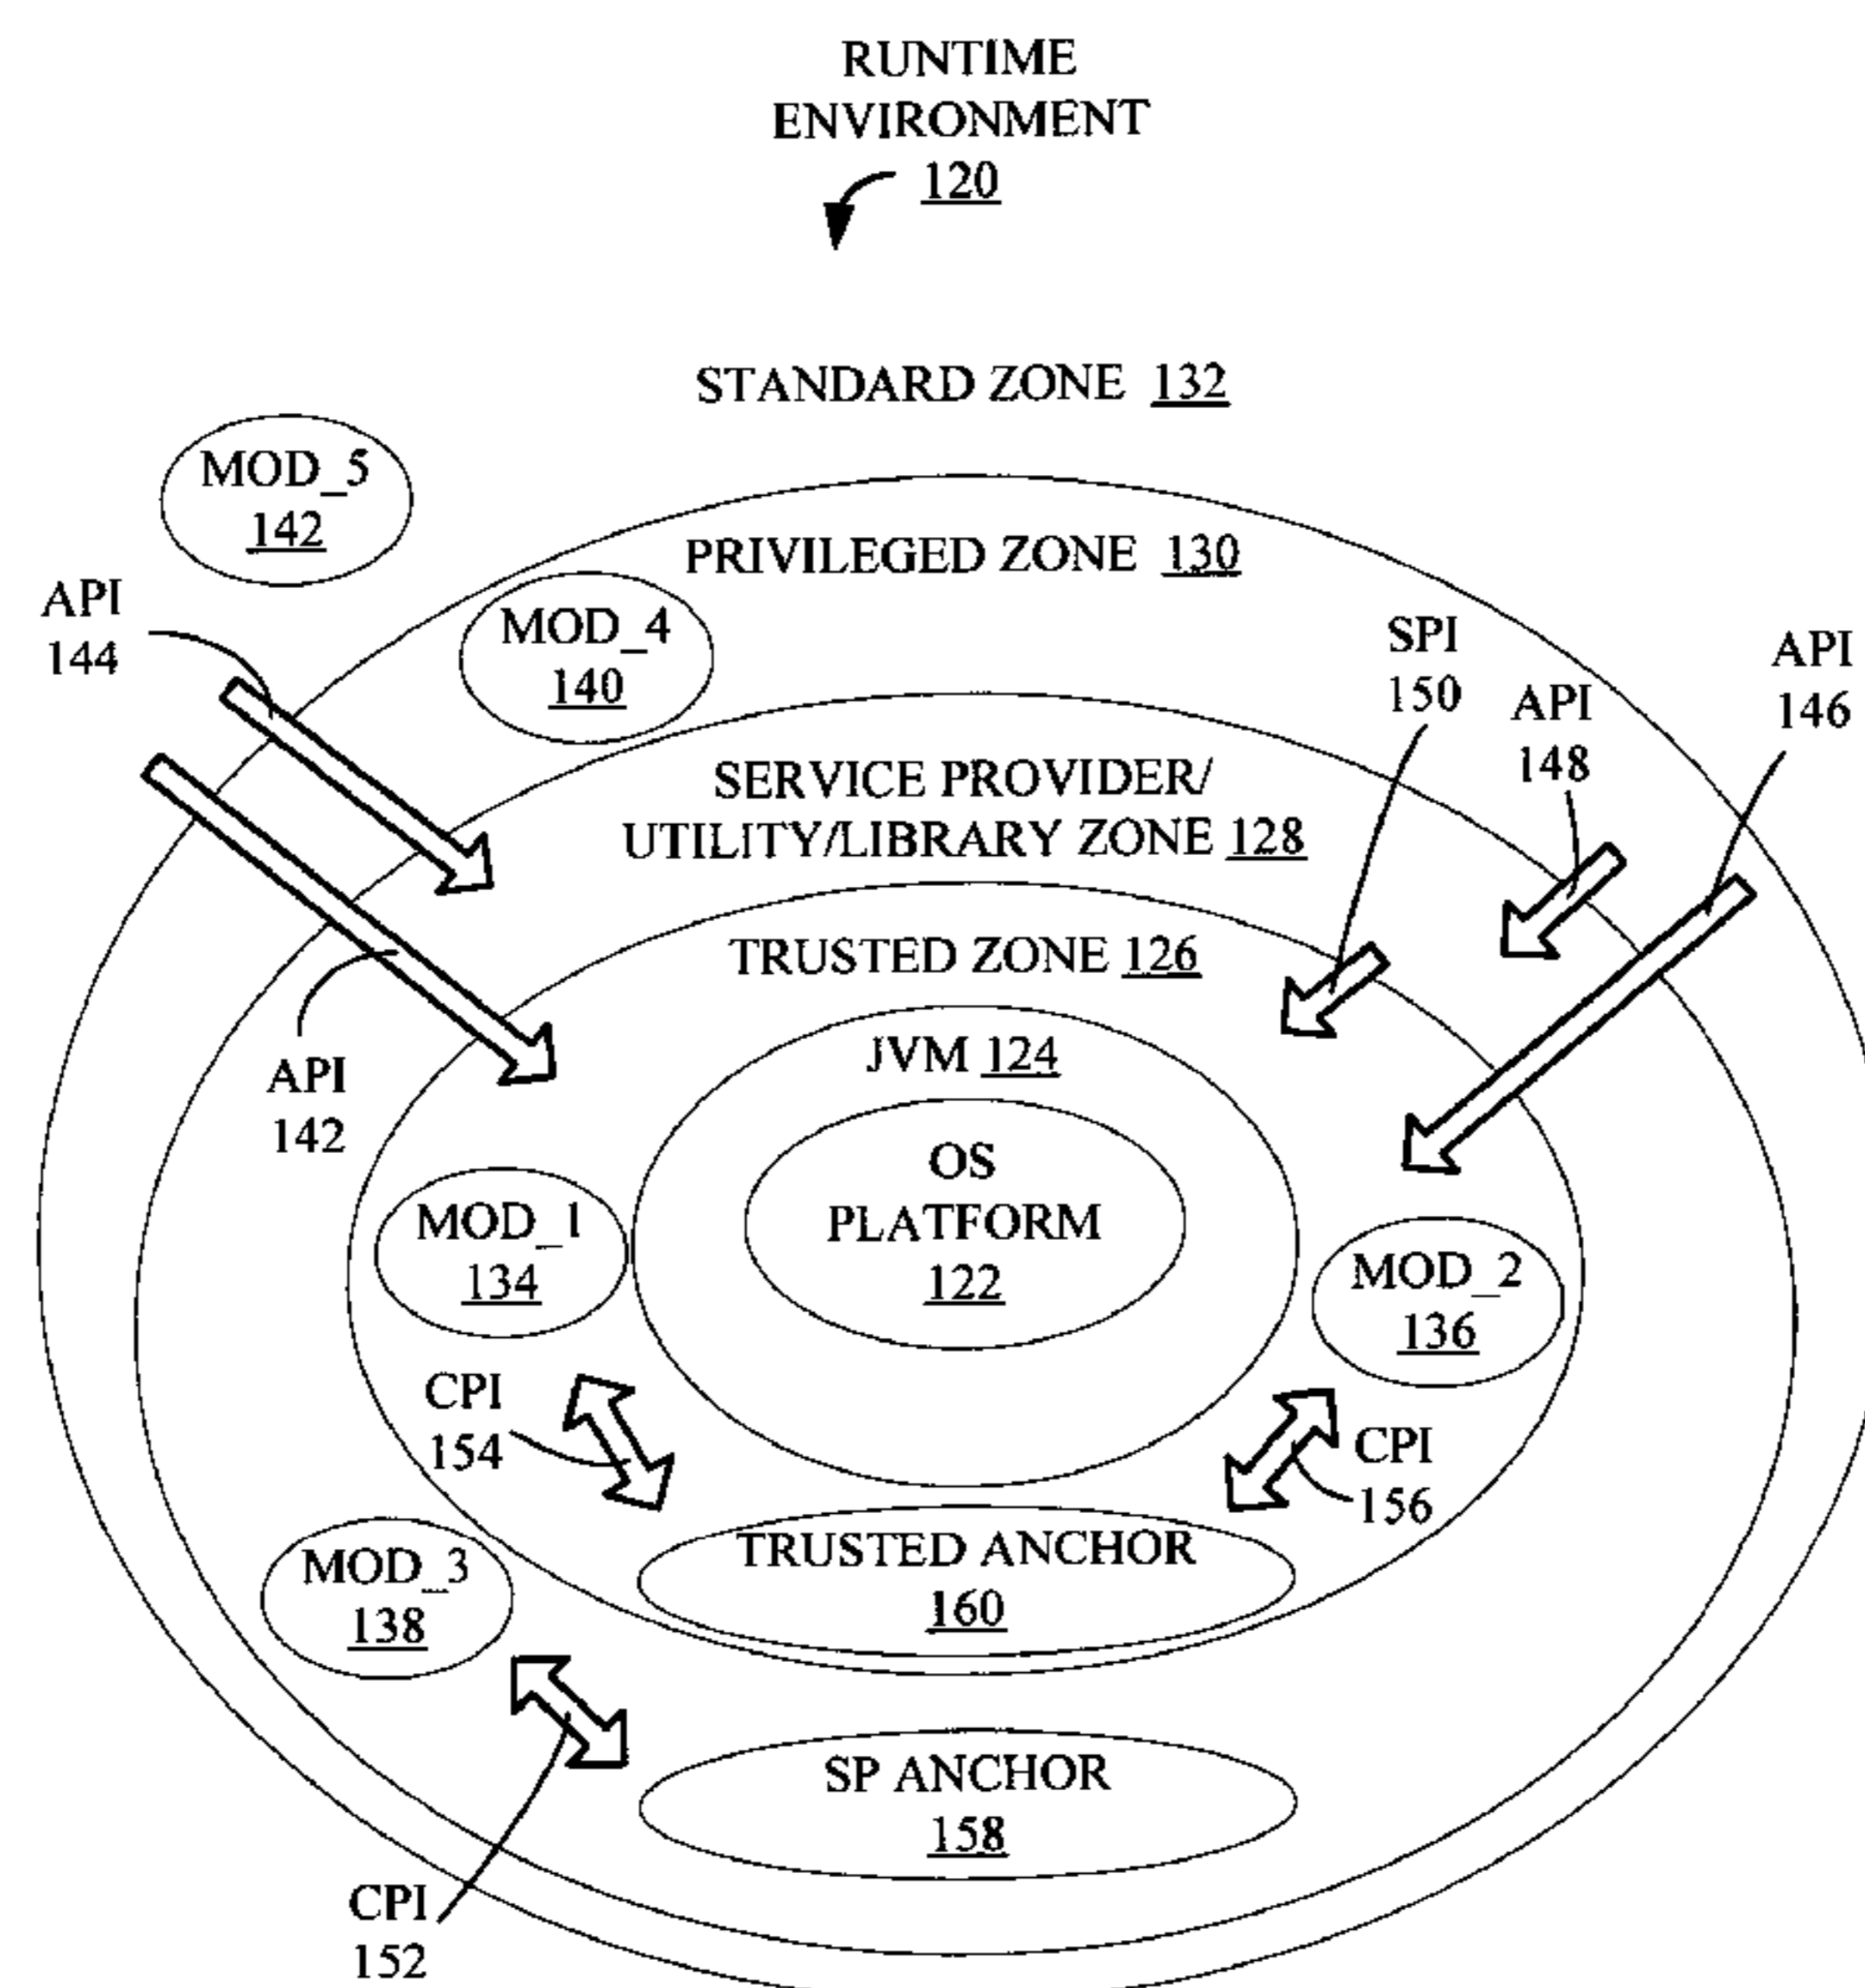 RUNTIME
ENVIRONMENT
120
STANDARD ZONE 132
MOD_5
142
PRIVILEGED ZONE 130
API
144
MOD_4
140
SPI
150
API
148
API
146
SERVICE PROVIDER/
UTILITY/LIBRARY ZONE 128
TRUSTED ZONE 126
JVM 124
API
142
OS
PLATFORM
122
MOD_1
134
MOD_2
136
CPI
154
CPI
156
TRUSTED ANCHOR
160
MOD_3
138
SP ANCHOR
158
CPI
152